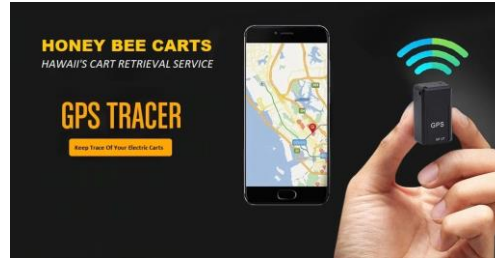 HONEY BEE CARTS
HAWAII'S CART RETRIEVAL SERVICE
GPS TRACER
Keep Trace Of Your Electric Carts
GPS